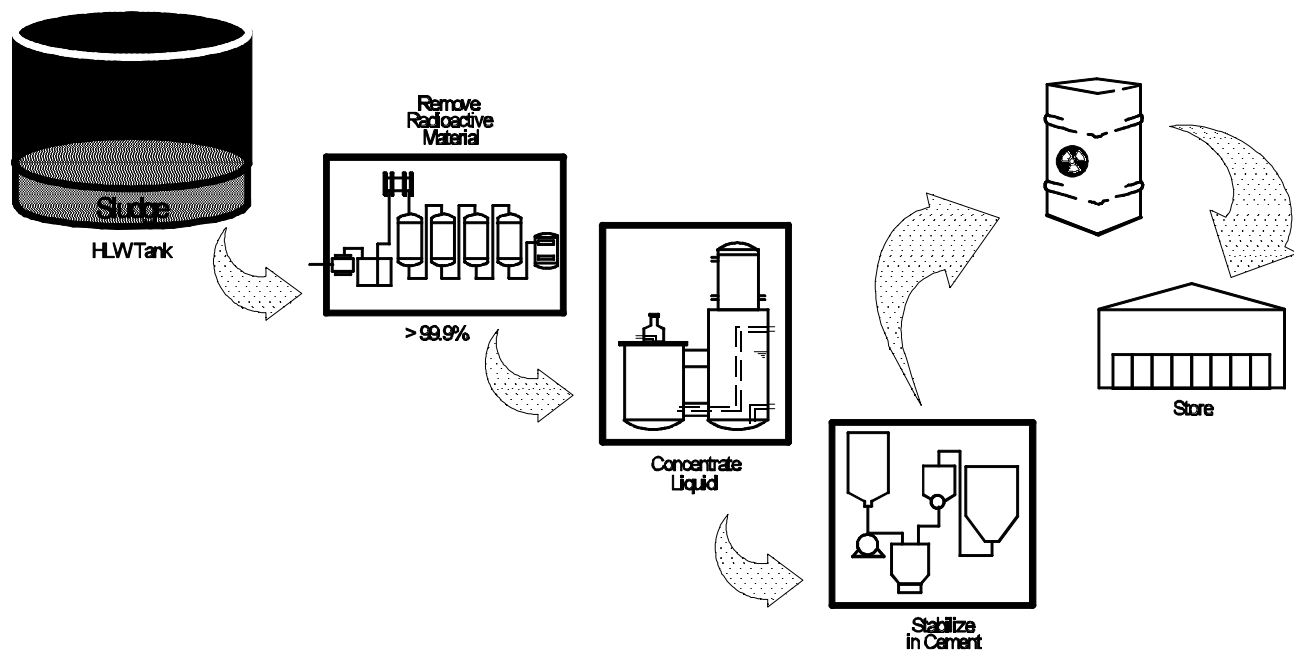 Sludge
HLW Tank
Remove
Radioactive
Material
> 99.9%
Concentrate
Liquid
Stabilize
in Cement
Store